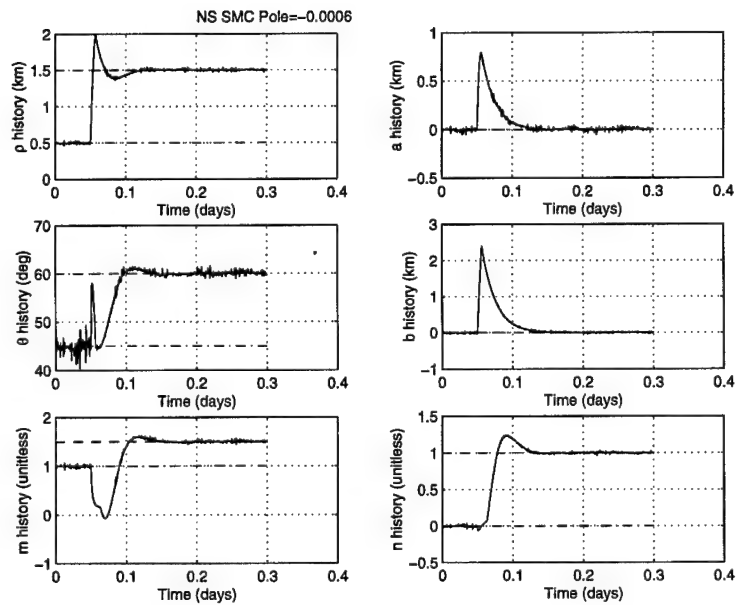 NS SMC Pole=−0.0006
2
1.5
1
0.5
0
ρ history (km)
0 0.1 0.2 0.3 0.4
Time (days)
1
0.5
0
−0.5
a history (km)
0 0.1 0.2 0.3 0.4
Time (days)
70
60
50
40
θ history (deg)
0 0.1 0.2 0.3 0.4
Time (days)
3
2
1
0
−1
b history (km)
0 0.1 0.2 0.3 0.4
Time (days)
2
1
0
−1
m history (unitless)
0 0.1 0.2 0.3 0.4
Time (days)
1.5
1
0.5
0
−0.5
n history (unitless)
0 0.1 0.2 0.3 0.4
Time (days)